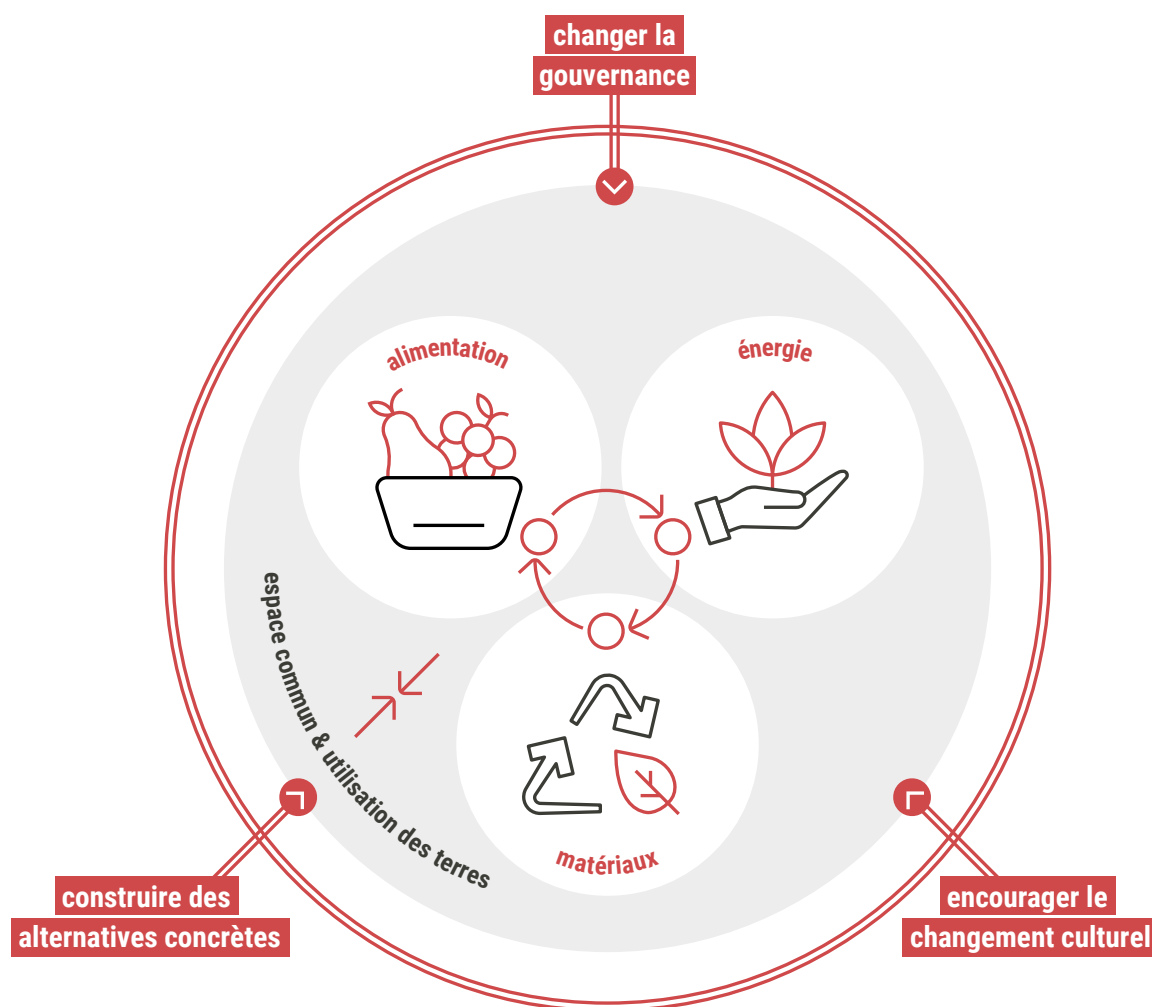 changer la
gouvernance
alimentation
énergie
espace commun & utilisation des terres
matériaux
construire des
alternatives concrètes
encourager le
changement culturel